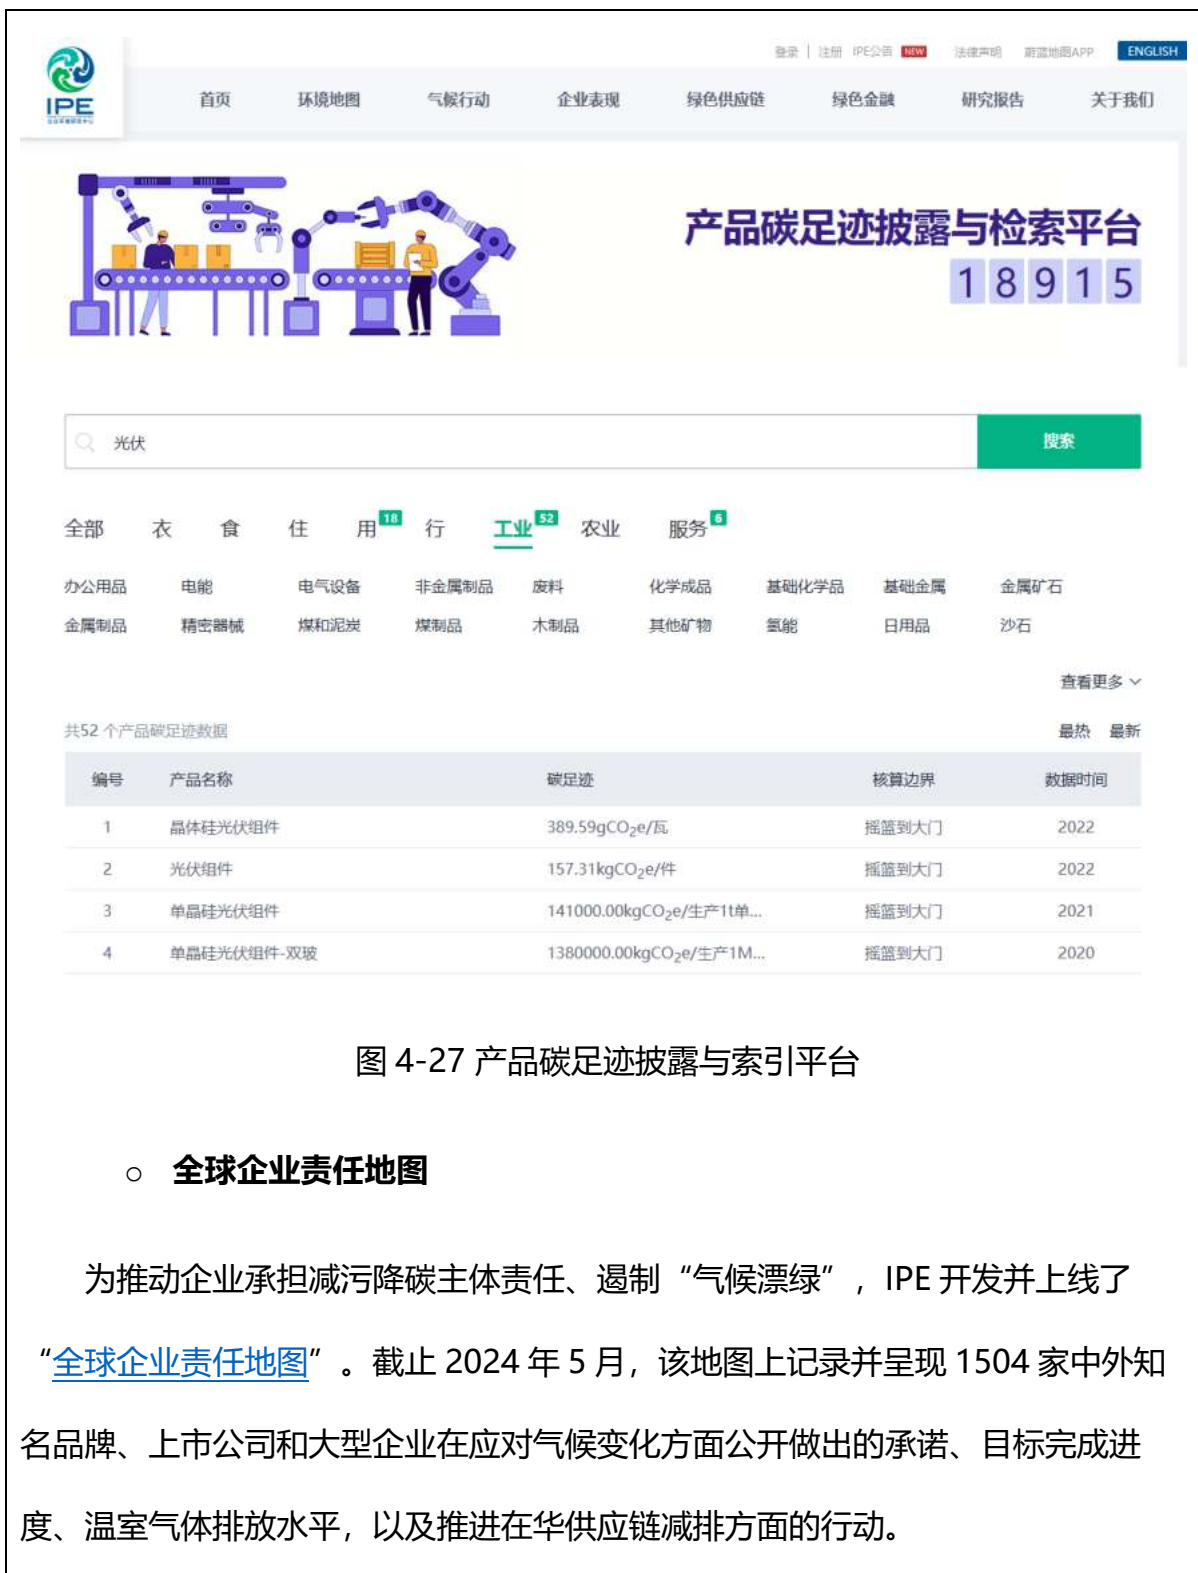 登录 | 注册 IPE公告 NEW 法律声明 蔚蓝地图APP ENGLISH
IPE
首页 环境地图 气候行动 企业表现 绿色供应链 绿色金融 研究报告 关于我们
产品碳足迹披露与检索平台
18915
光伏 搜索
全部 衣 食 住 用 18 行 工业 52 农业 服务 6
办公用品 电能 电气设备 非金属制品 废料 化学成品 基础化学品 基础金属 金属矿石
金属制品 精密器械 煤和泥炭 煤制品 木制品 其他矿物 氢能 日用品 沙石
查看更多
共52 个产品碳足迹数据 最热 最新
编号 产品名称 碳足迹 核算边界 数据时间
1 晶体硅光伏组件 389.59gCO₂e/瓦 摇篮到大门 2022
2 光伏组件 157.31kgCO₂e/件 摇篮到大门 2022
3 单晶硅光伏组件 141000.00kgCO₂e/生产1t单... 摇篮到大门 2021
4 单晶硅光伏组件-双玻 1380000.00kgCO₂e/生产1M... 摇篮到大门 2020
图 4-27 产品碳足迹披露与索引平台
○ 全球企业责任地图
为推动企业承担减污降碳主体责任、遏制“气候漂绿”，IPE 开发并上线了
“全球企业责任地图”。截止 2024 年 5 月，该地图上记录并呈现 1504 家中外知
名品牌、上市公司和大型企业在应对气候变化方面公开做出的承诺、目标完成进
度、温室气体排放水平，以及推进在华供应链减排方面的行动。